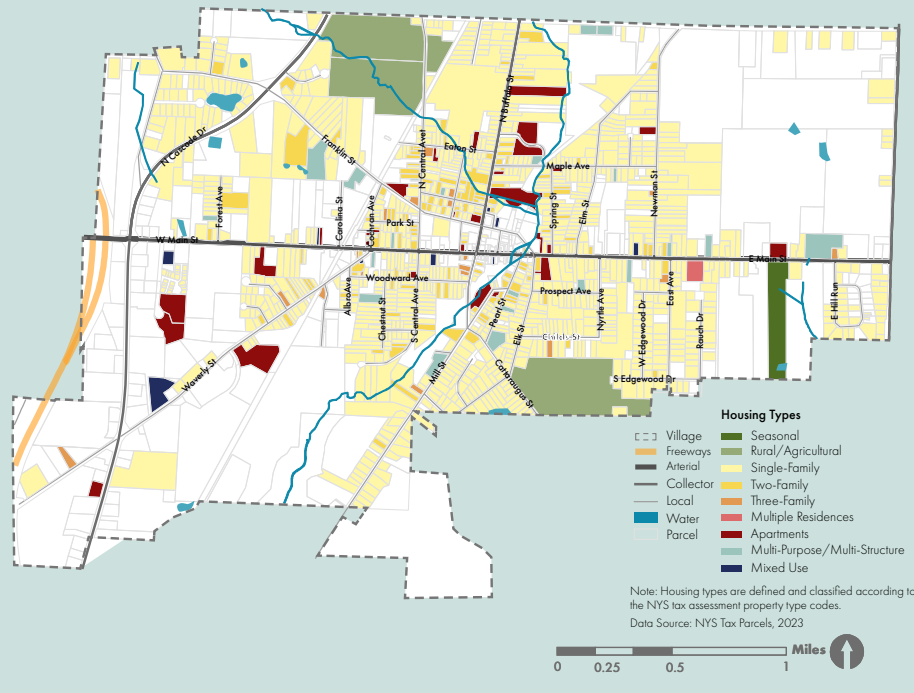 N Buffalo St
N Cascade Dr
Franklin St
N Central Avet
Eaton St
Maple Ave
Forest Ave
Carolina St
Cochran Ave
Park St
Spring St
Elm St
Newman St
W Main St
E Main St
Woodward Ave
Prospect Ave
Chestnut St
S Central Ave
Pearl St
Elk St
Myrtle Ave
W Edgewood Dr
East Ave
Rauch Dr
E Hill Run
Childs St
Waverly St
Mill St
Cattaraugus St
S Edgewood Dr
Housing Types
Village
Freeways
Arterial
Collector
Local
Water
Parcel
Seasonal
Rural/Agricultural
Single-Family
Two-Family
Three-Family
Multiple Residences
Apartments
Multi-Purpose/Multi-Structure
Mixed Use
Note: Housing types are defined and classified according to
the NYS tax assessment property type codes.
Data Source: NYS Tax Parcels, 2023
Miles
0 0.25 0.5 1